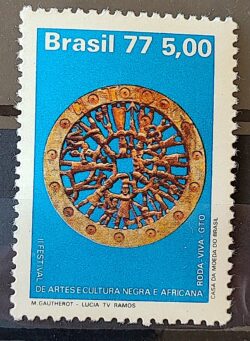 Brasil 77 5,00
II FESTIVAL
DE ARTES E CULTURA NEGRA E AFRICANA
RODA-VIVA GTO
CASA DA MOEDA DO BRASIL
M. GAUTHEROT - LUCIA TV RAMOS